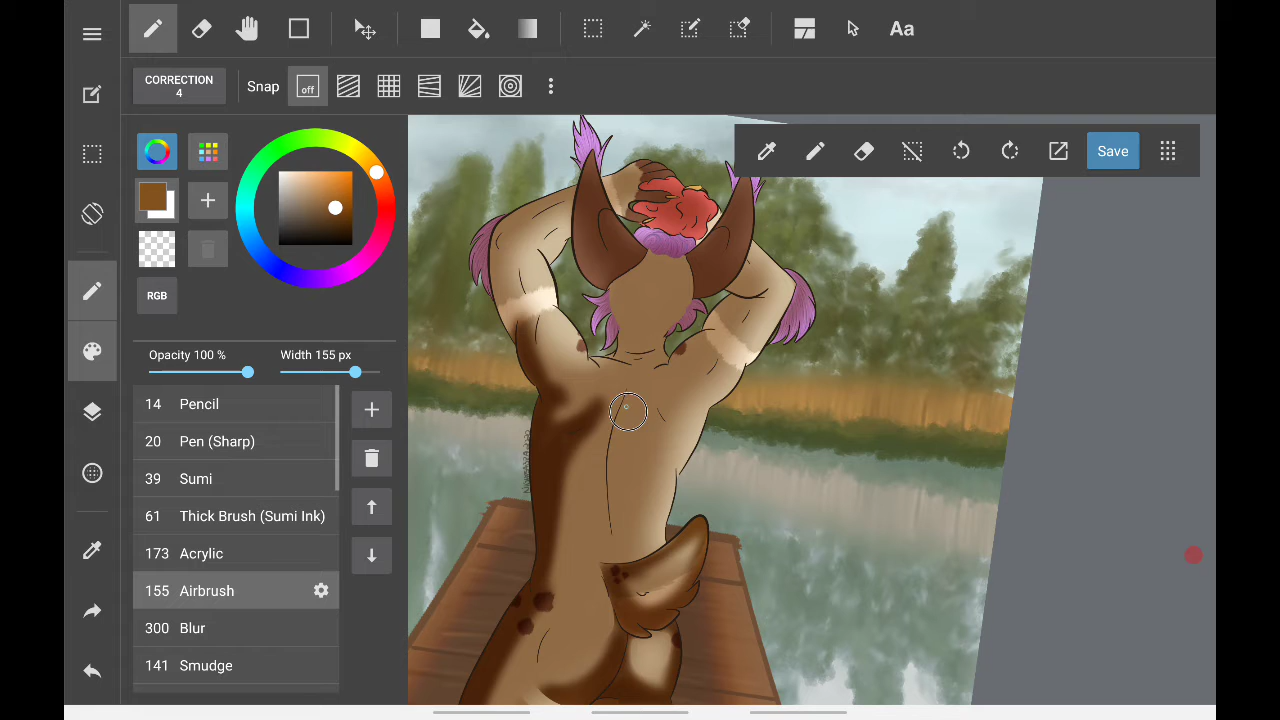 Aa
CORRECTION
4
Snap
off
Save
RGB
Opacity 100 %
Width 155 px
14 Pencil
20 Pen (Sharp)
39 Sumi
61 Thick Brush (Sumi Ink)
173 Acrylic
155 Airbrush
300 Blur
141 Smudge